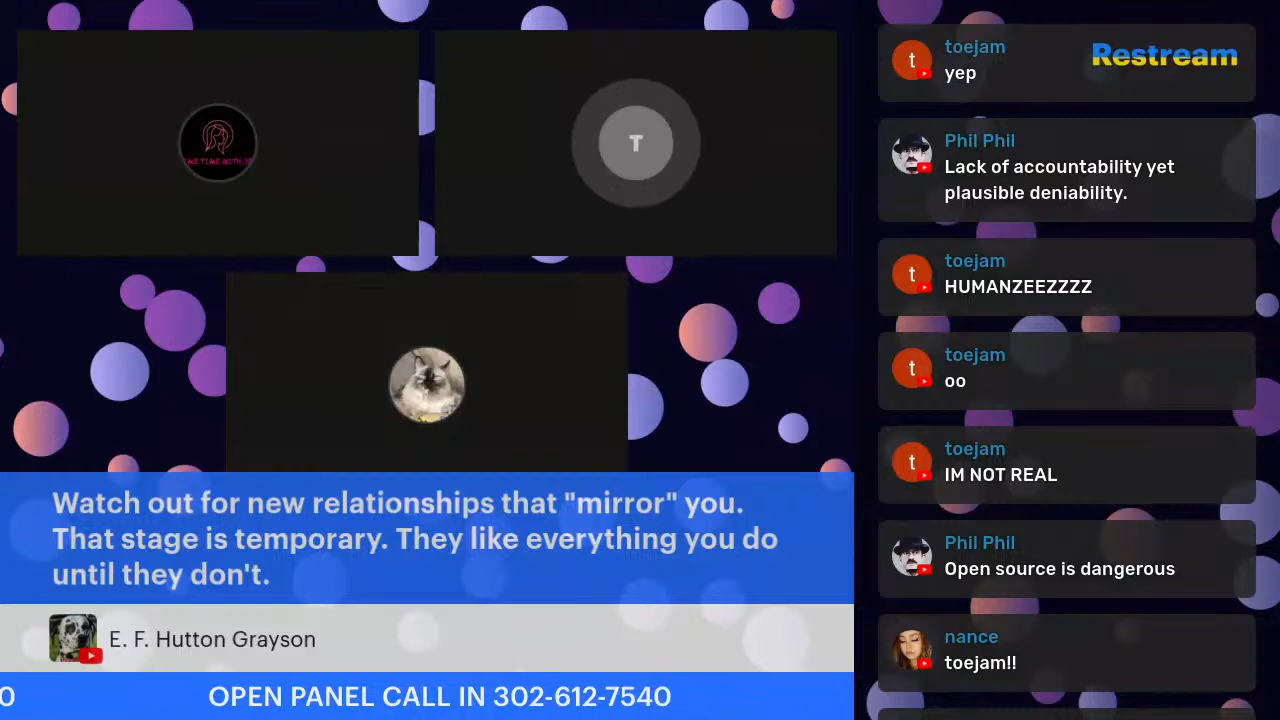 T
Watch out for new relationships that "mirror" you.
That stage is temporary. They like everything you do
until they don't.
E. F. Hutton Grayson
0
OPEN PANEL CALL IN 302-612-7540
Restream
t
toejam
yep
Phil Phil
Lack of accountability yet
plausible deniability.
t
toejam
HUMANZEEZZZZ
t
toejam
oo
t
toejam
IM NOT REAL
Phil Phil
Open source is dangerous
nance
toejam!!